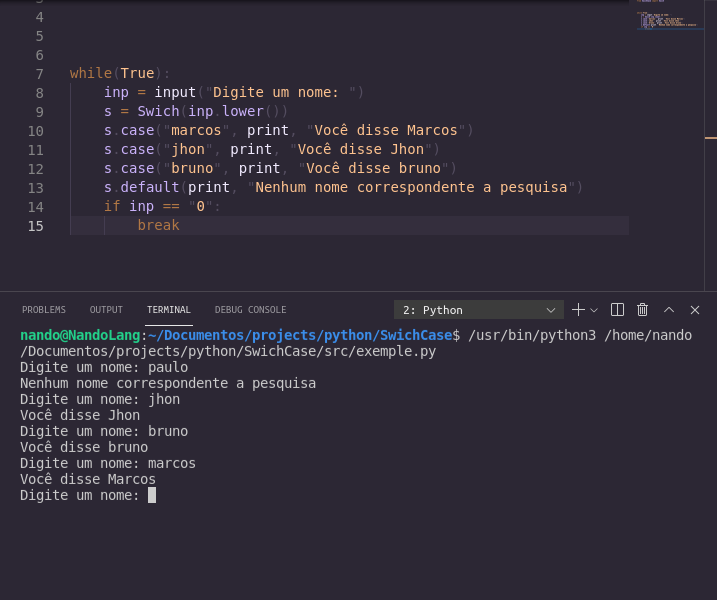 4
5
6
7 while(True):
8 inp = input("Digite um nome: ")
9 s = Swich(inp.lower())
10 s.case("marcos", print, "Você disse Marcos")
11 s.case("jhon", print, "Você disse Jhon")
12 s.case("bruno", print, "Você disse bruno")
13 s.default(print, "Nenhum nome correspondente a pesquisa")
14 if inp == "0":
15 break
PROBLEMS OUTPUT TERMINAL DEBUG CONSOLE 2: Python
nando@NandoLang:~/Documentos/projects/python/SwichCase$ /usr/bin/python3 /home/nando
/Documentos/projects/python/SwichCase/src/exemple.py
Digite um nome: paulo
Nenhum nome correspondente a pesquisa
Digite um nome: jhon
Você disse Jhon
Digite um nome: bruno
Você disse bruno
Digite um nome: marcos
Você disse Marcos
Digite um nome: